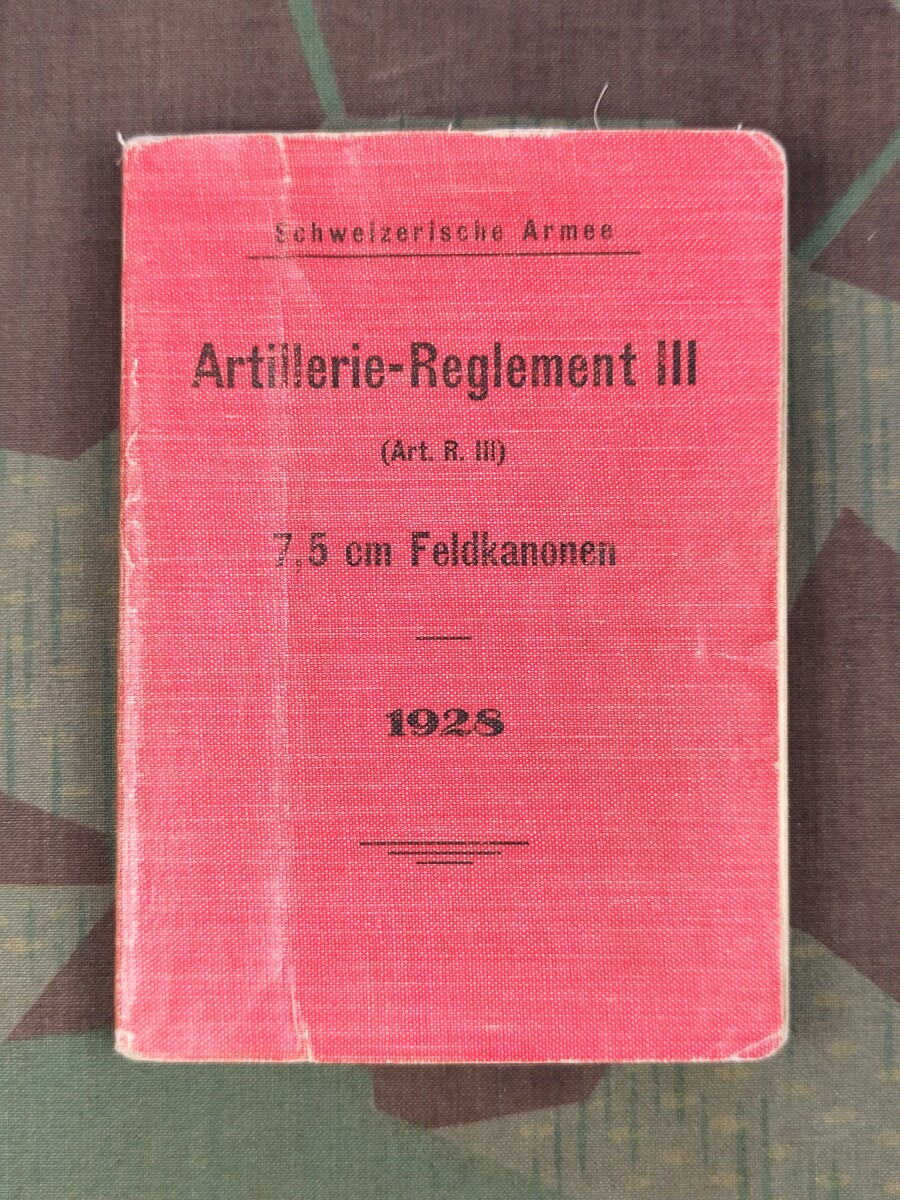 Schweizerische Armee
Artillerie-Reglement III
(Art. R. III)
7,5 cm Feldkanonen
1928